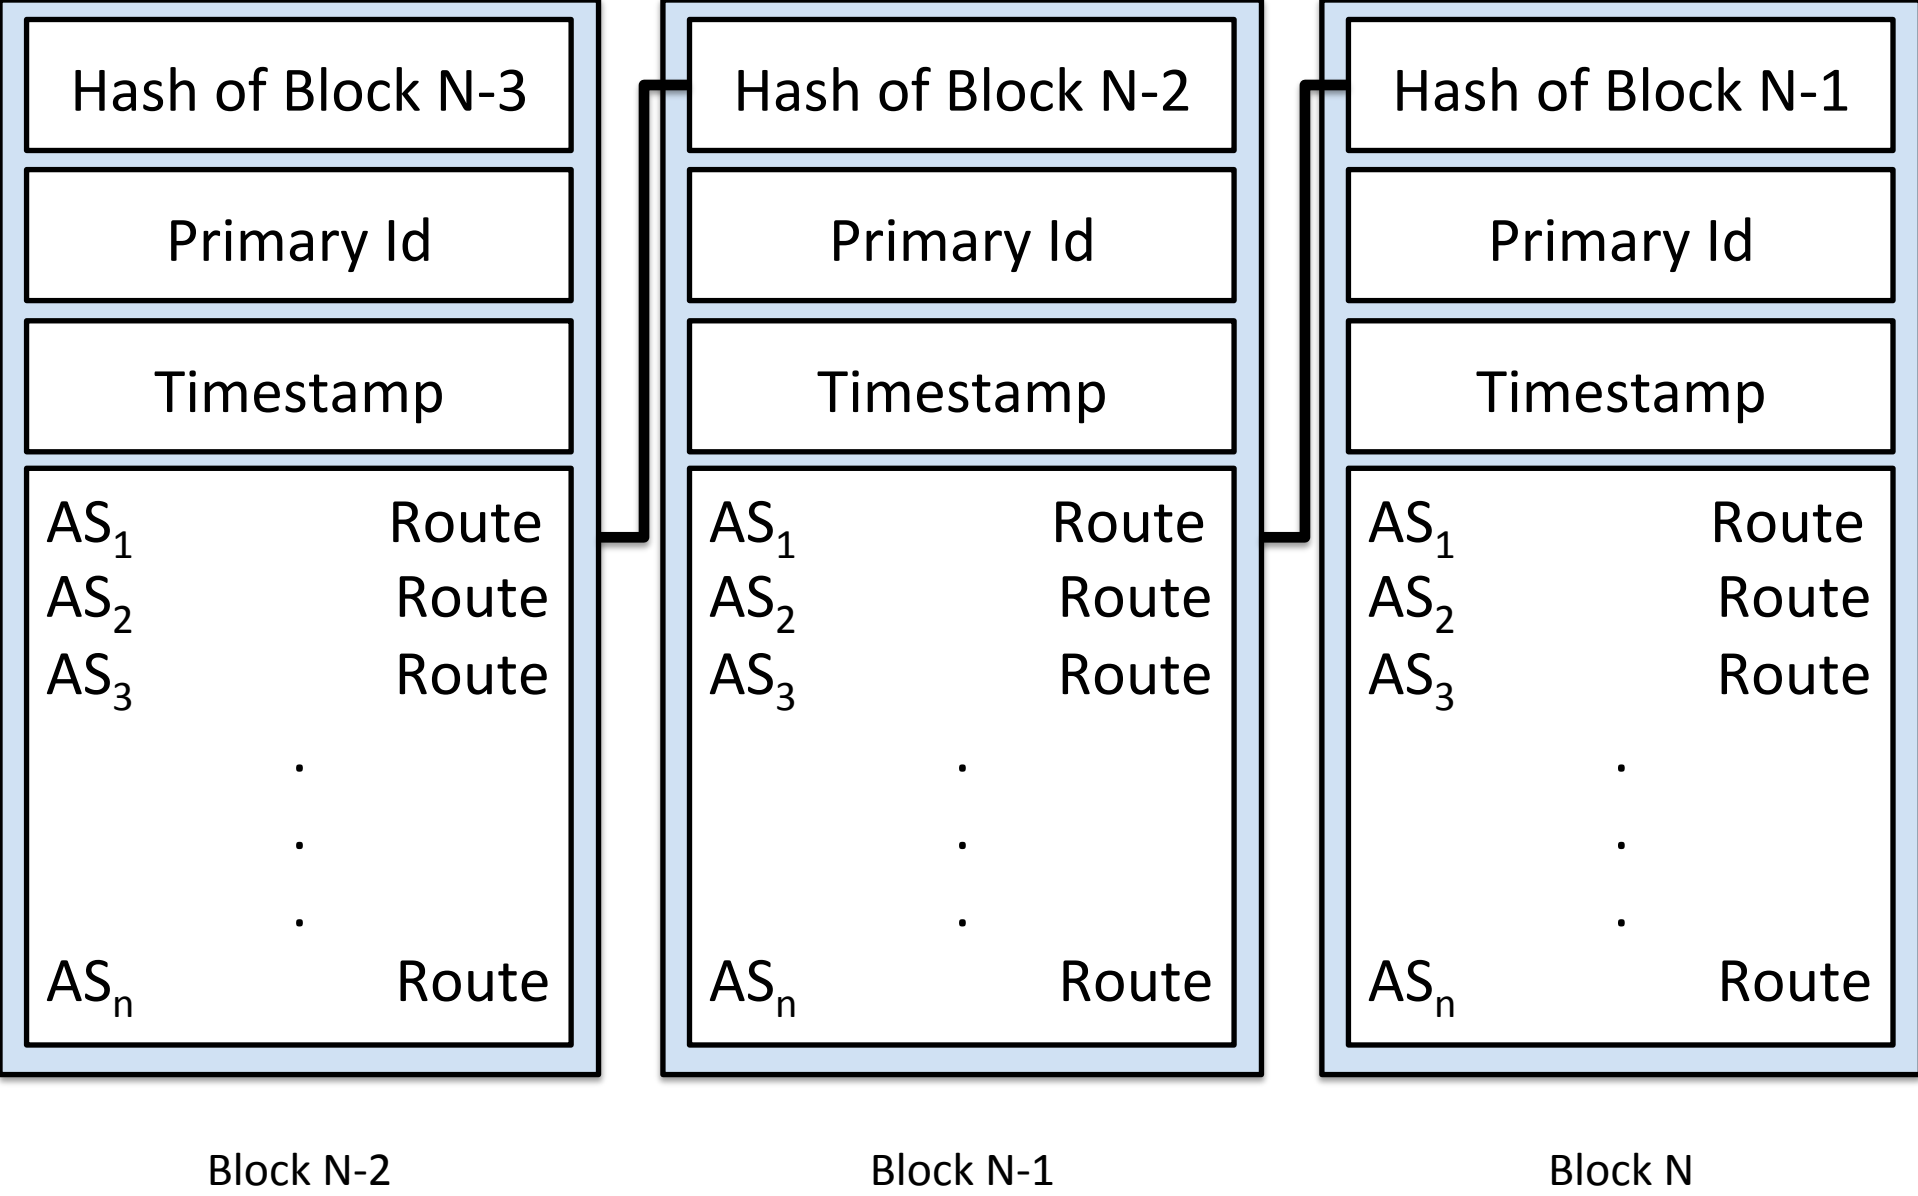 Hash of Block N-3
Primary Id
Timestamp
AS₁ Route
AS₂ Route
AS₃ Route
.
.
.
ASₙ Route
Block N-2
Hash of Block N-2
Primary Id
Timestamp
AS₁ Route
AS₂ Route
AS₃ Route
.
.
.
ASₙ Route
Block N-1
Hash of Block N-1
Primary Id
Timestamp
AS₁ Route
AS₂ Route
AS₃ Route
.
.
.
ASₙ Route
Block N